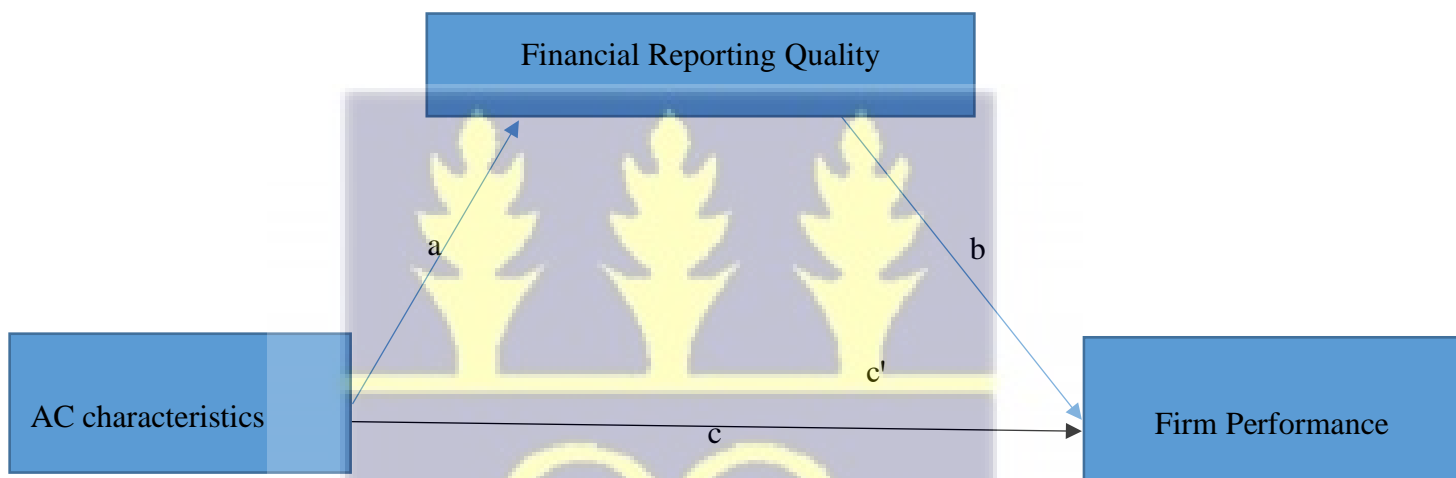 Financial Reporting Quality
a
b
c'
AC characteristics
c
Firm Performance